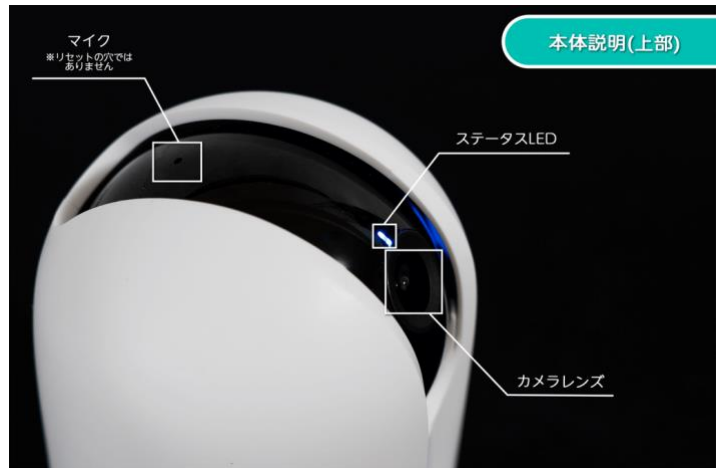 本体説明(上部)
マイク
※リセットの穴では
ありません
ステータスLED
カメラレンズ